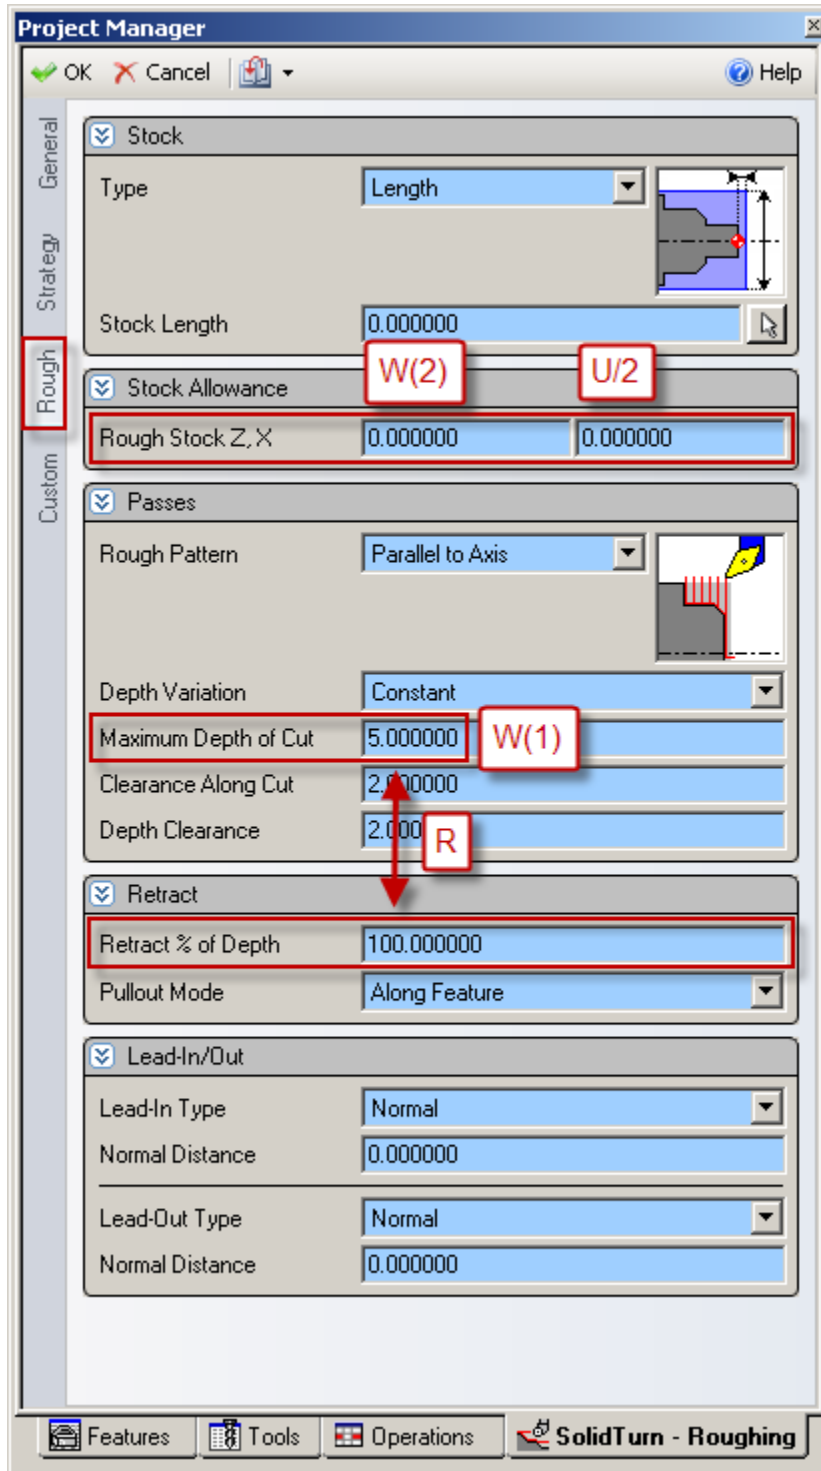 Project Manager
OK Cancel Help
General
Strategy
Rough
Custom
Stock
Type Length
Stock Length 0.000000
W(2) U/2
Stock Allowance
Rough Stock Z, X 0.000000 0.000000
Passes
Rough Pattern Parallel to Axis
Depth Variation Constant
Maximum Depth of Cut 5.000000 W(1)
Clearance Along Cut 2.000000
Depth Clearance 2.000
R
Retract
Retract % of Depth 100.000000
Pullout Mode Along Feature
Lead-In/Out
Lead-In Type Normal
Normal Distance 0.000000
Lead-Out Type Normal
Normal Distance 0.000000
Features Tools Operations SolidTurn - Roughing